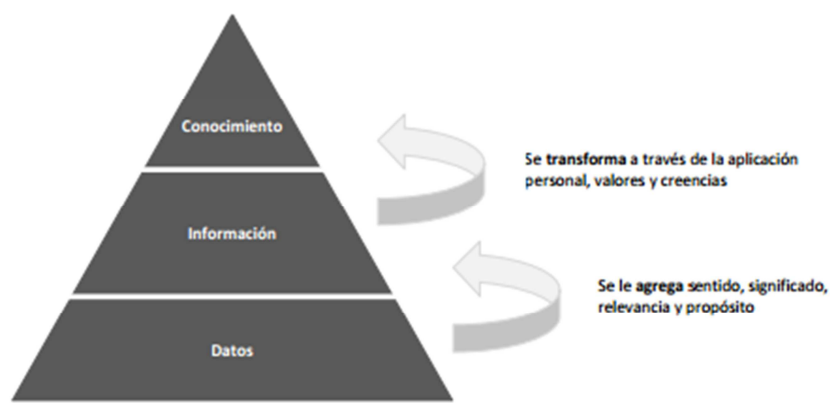 Conocimiento
Se transforma a través de la aplicación
personal, valores y creencias
Información
Se le agrega sentido, significado,
relevancia y propósito
Datos